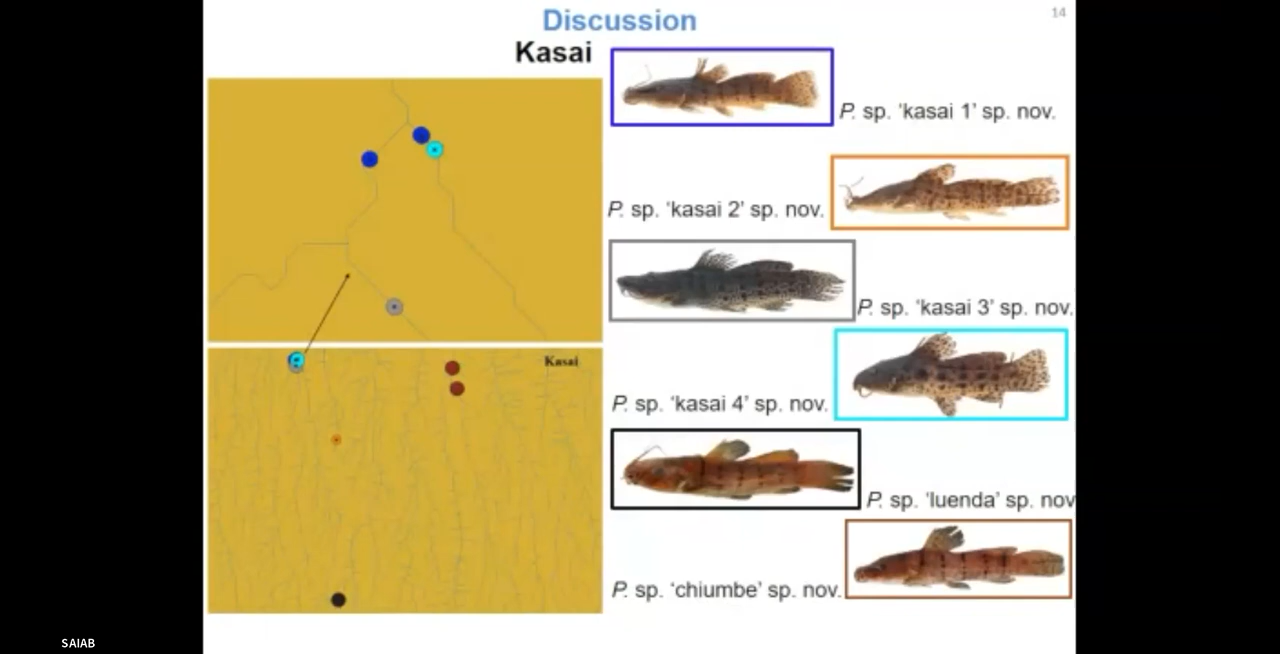 Discussion
14
Kasai
P. sp. ‘kasai 1’ sp. nov.
P. sp. ‘kasai 2’ sp. nov.
P. sp. ‘kasai 3’ sp. nov.
Kasai
P. sp. ‘kasai 4’ sp. nov.
P. sp. ‘luenda’ sp. nov
P. sp. ‘chiumbe’ sp. nov.
SAIAB